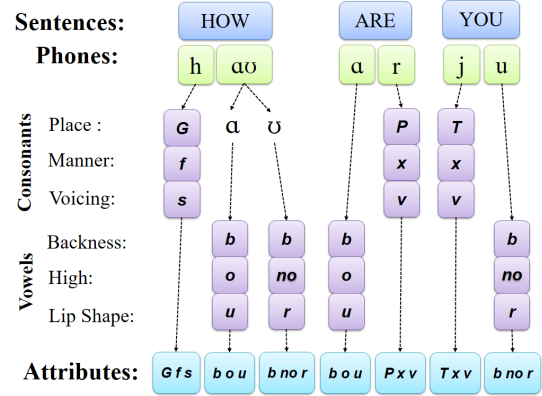 Sentences: HOW ARE YOU
Phones: h ɑʊ ɑ r j u
Consonants
Place : G ɑ ʊ P T
Manner: f x x
Voicing: s v v
Vowels
Backness: b b b b
High: o no o no
Lip Shape: u r u r
Attributes: G f s b o u b no r b o u P x v T x v b no r